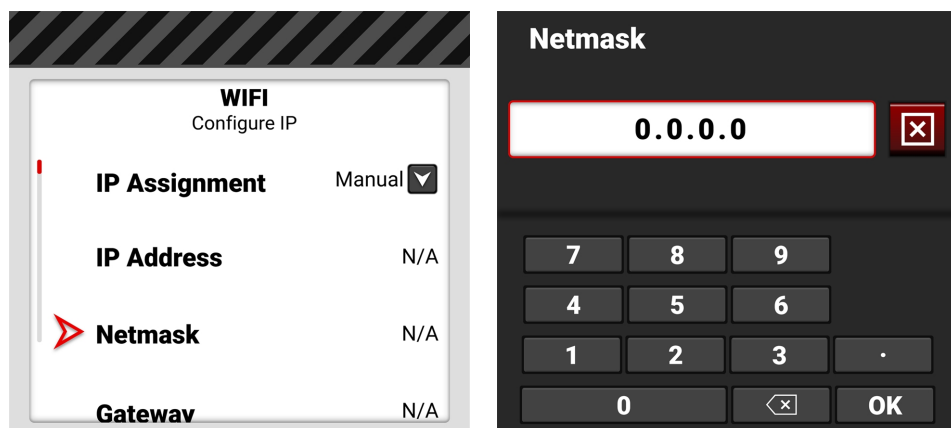 WIFI
Configure IP
IP Assignment Manual
IP Address N/A
Netmask N/A
Gateway N/A
Netmask
0.0.0.0
7 8 9
4 5 6
1 2 3 .
0 OK